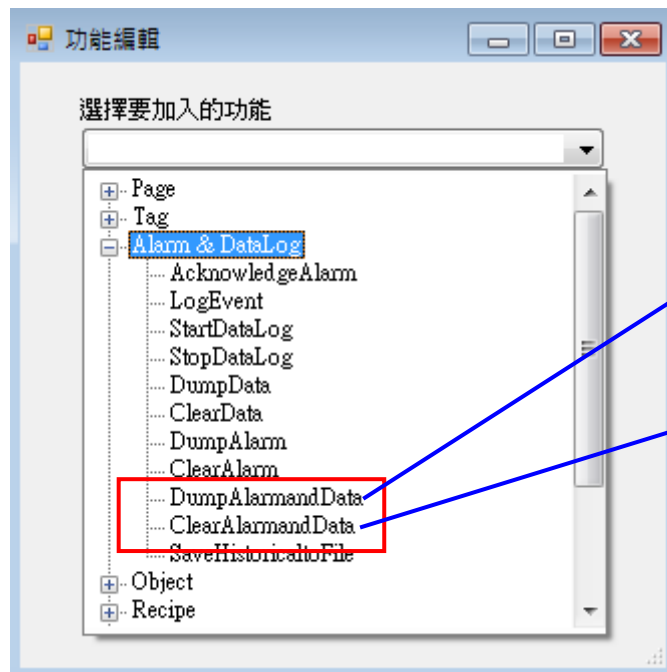 功能編輯
選擇要加入的功能
Page
Tag
Alarm & DataLog
AcknowledgeAlarm
LogEvent
StartDataLog
StopDataLog
DumpData
ClearData
DumpAlarm
ClearAlarm
DumpAlarmandData
ClearAlarmandData
SaveHistoricaltoFile
Object
Recipe